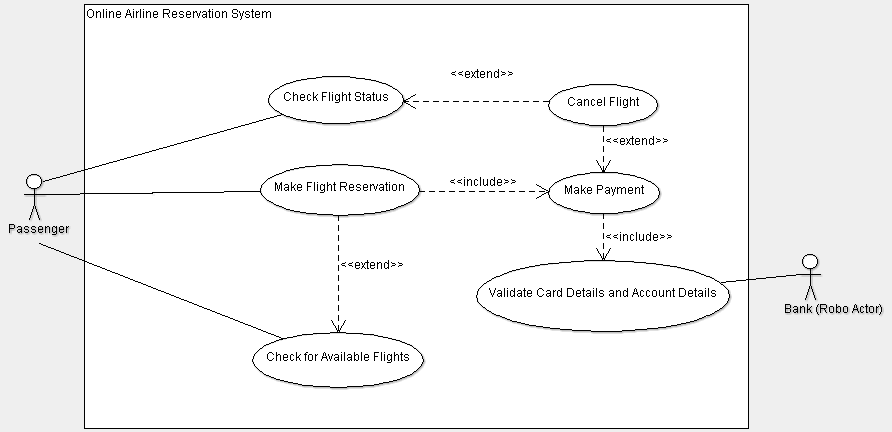 Online Airline Reservation System
<<extend>>
Check Flight Status
Cancel Flight
<<extend>>
Make Flight Reservation
<<include>>
Make Payment
Passenger
<<include>>
<<extend>>
Validate Card Details and Account Details
Bank (Robo Actor)
Check for Available Flights